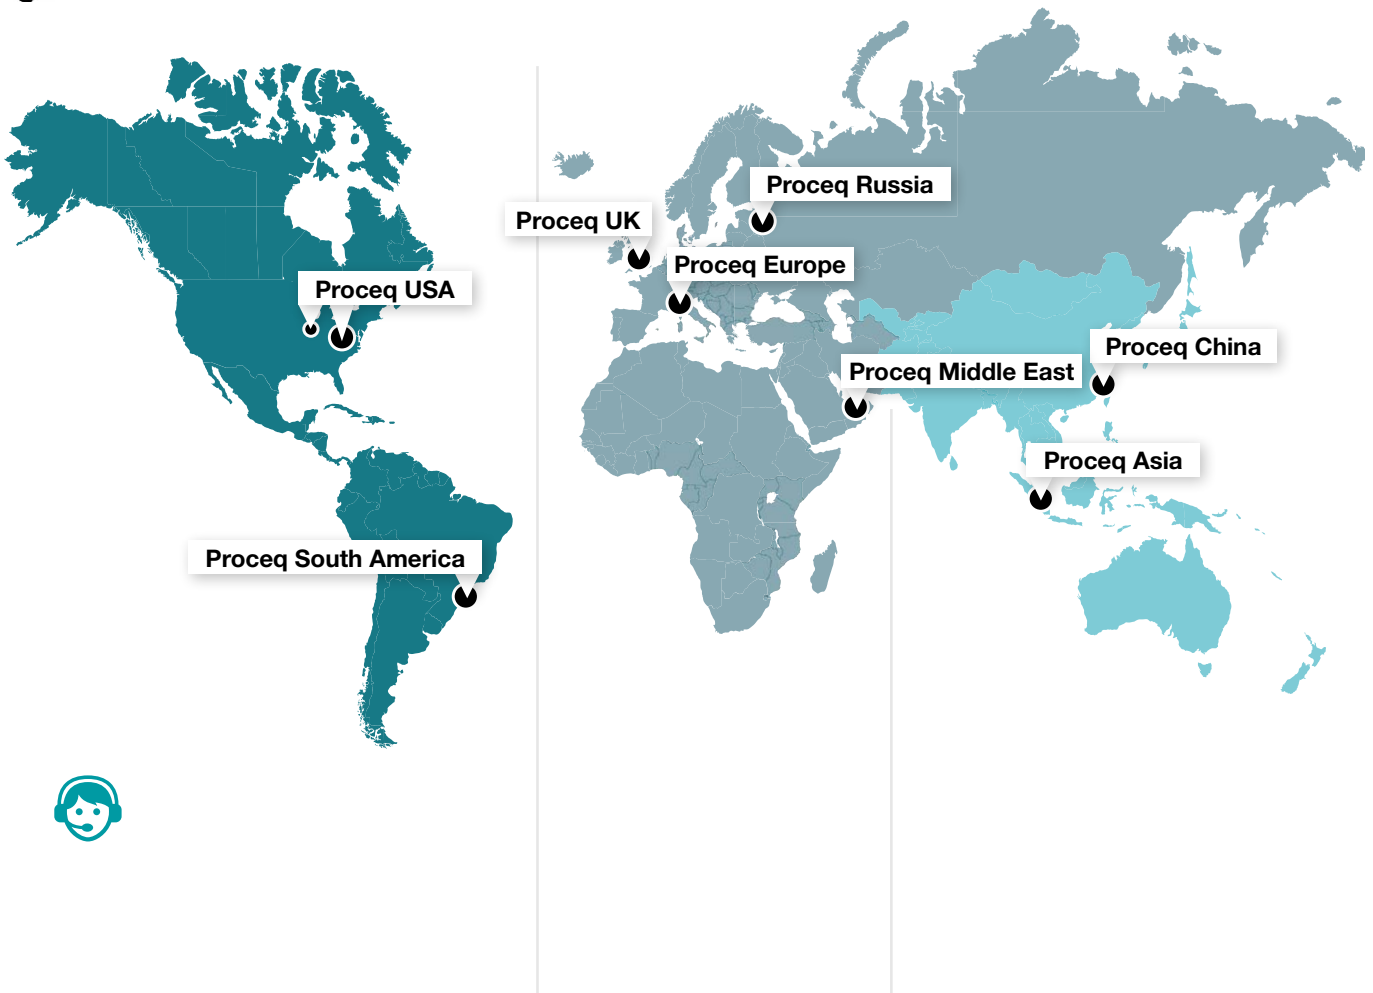 Proceq Russia
Proceq UK
Proceq Europe
Proceq USA
Proceq China
Proceq Middle East
Proceq Asia
Proceq South America